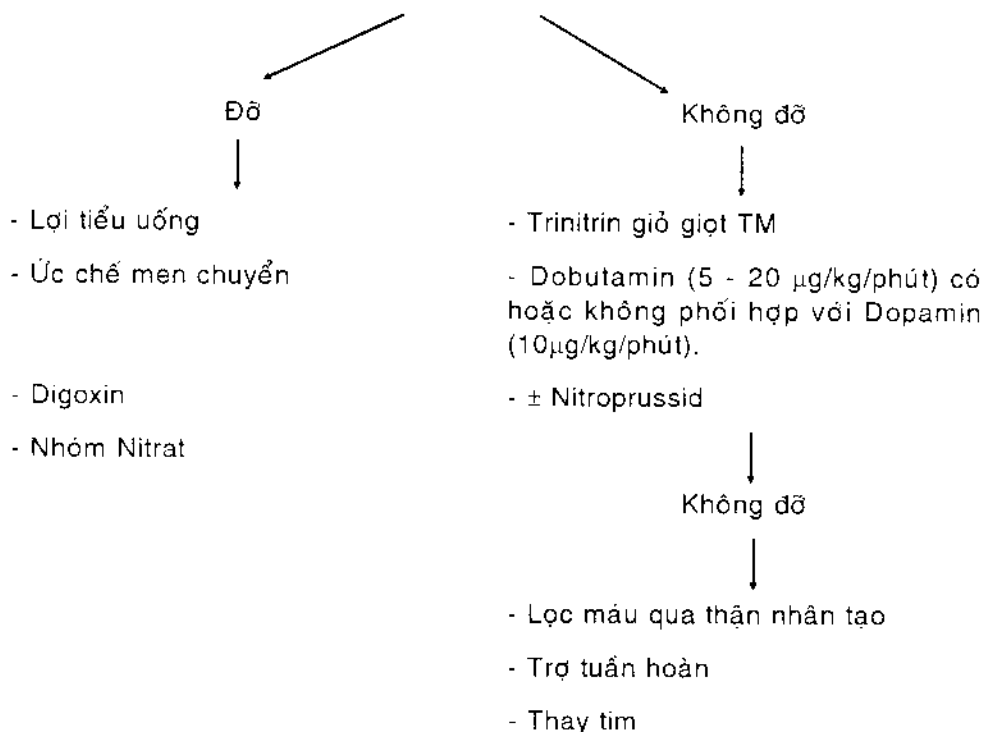 Đỡ
- Lợi tiểu uống
- Ức chế men chuyển
- Digoxin
- Nhóm Nitrat
Không đỡ
- Trinitrin giỏ giọt TM
- Dobutamin (5 - 20 μg/kg/phút) có
hoặc không phối hợp với Dopamin
(10μg/kg/phút).
- ± Nitroprussid
Không đỡ
- Lọc máu qua thận nhân tạo
- Trợ tuần hoàn
- Thay tim